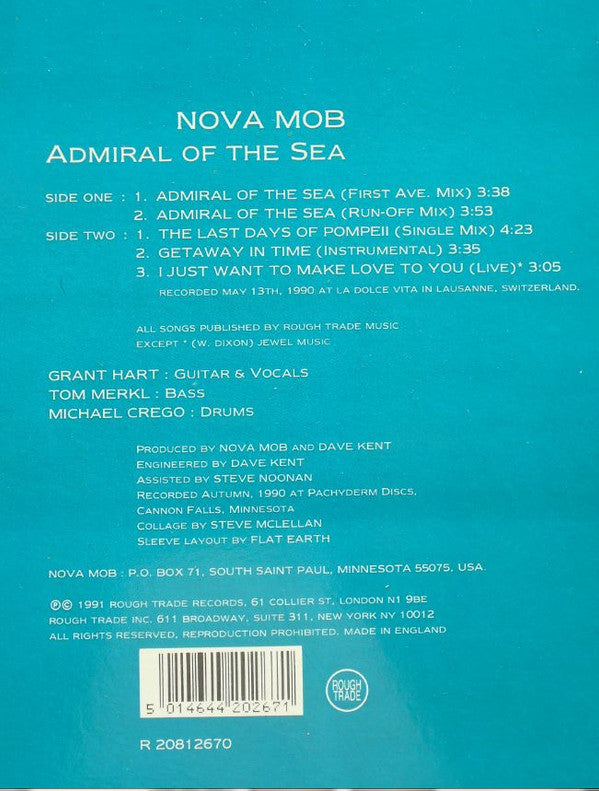 NOVA MOB
ADMIRAL OF THE SEA
SIDE ONE : 1. ADMIRAL OF THE SEA (FIRST AVE. MIX) 3:38
2. ADMIRAL OF THE SEA (RUN-OFF MIX) 3:53
SIDE TWO : 1. THE LAST DAYS OF POMPEII (SINGLE MIX) 4:23
2. GETAWAY IN TIME (INSTRUMENTAL) 3:35
3. I JUST WANT TO MAKE LOVE TO YOU (LIVE)* 3:05
RECORDED MAY 13TH, 1990 AT LA DOLCE VITA IN LAUSANNE, SWITZERLAND.
ALL SONGS PUBLISHED BY ROUGH TRADE MUSIC
EXCEPT * (W. DIXON) JEWEL MUSIC
GRANT HART : GUITAR & VOCALS
TOM MERKL : BASS
MICHAEL CREGO : DRUMS
PRODUCED BY NOVA MOB AND DAVE KENT
ENGINEERED BY DAVE KENT
ASSISTED BY STEVE NOONAN
RECORDED AUTUMN, 1990 AT PACHYDERM DISCS,
CANNON FALLS, MINNESOTA
COLLAGE BY STEVE MCLELLAN
SLEEVE LAYOUT BY FLAT EARTH
NOVA MOB : P.O. BOX 71, SOUTH SAINT PAUL, MINNESOTA 55075, USA.
℗© 1991 ROUGH TRADE RECORDS, 61 COLLIER ST, LONDON N1 9BE
ROUGH TRADE INC. 611 BROADWAY, SUITE 311, NEW YORK NY 10012
ALL RIGHTS RESERVED, REPRODUCTION PROHIBITED. MADE IN ENGLAND
5 014644 202671
ROUGH
TRADE
R 20812670